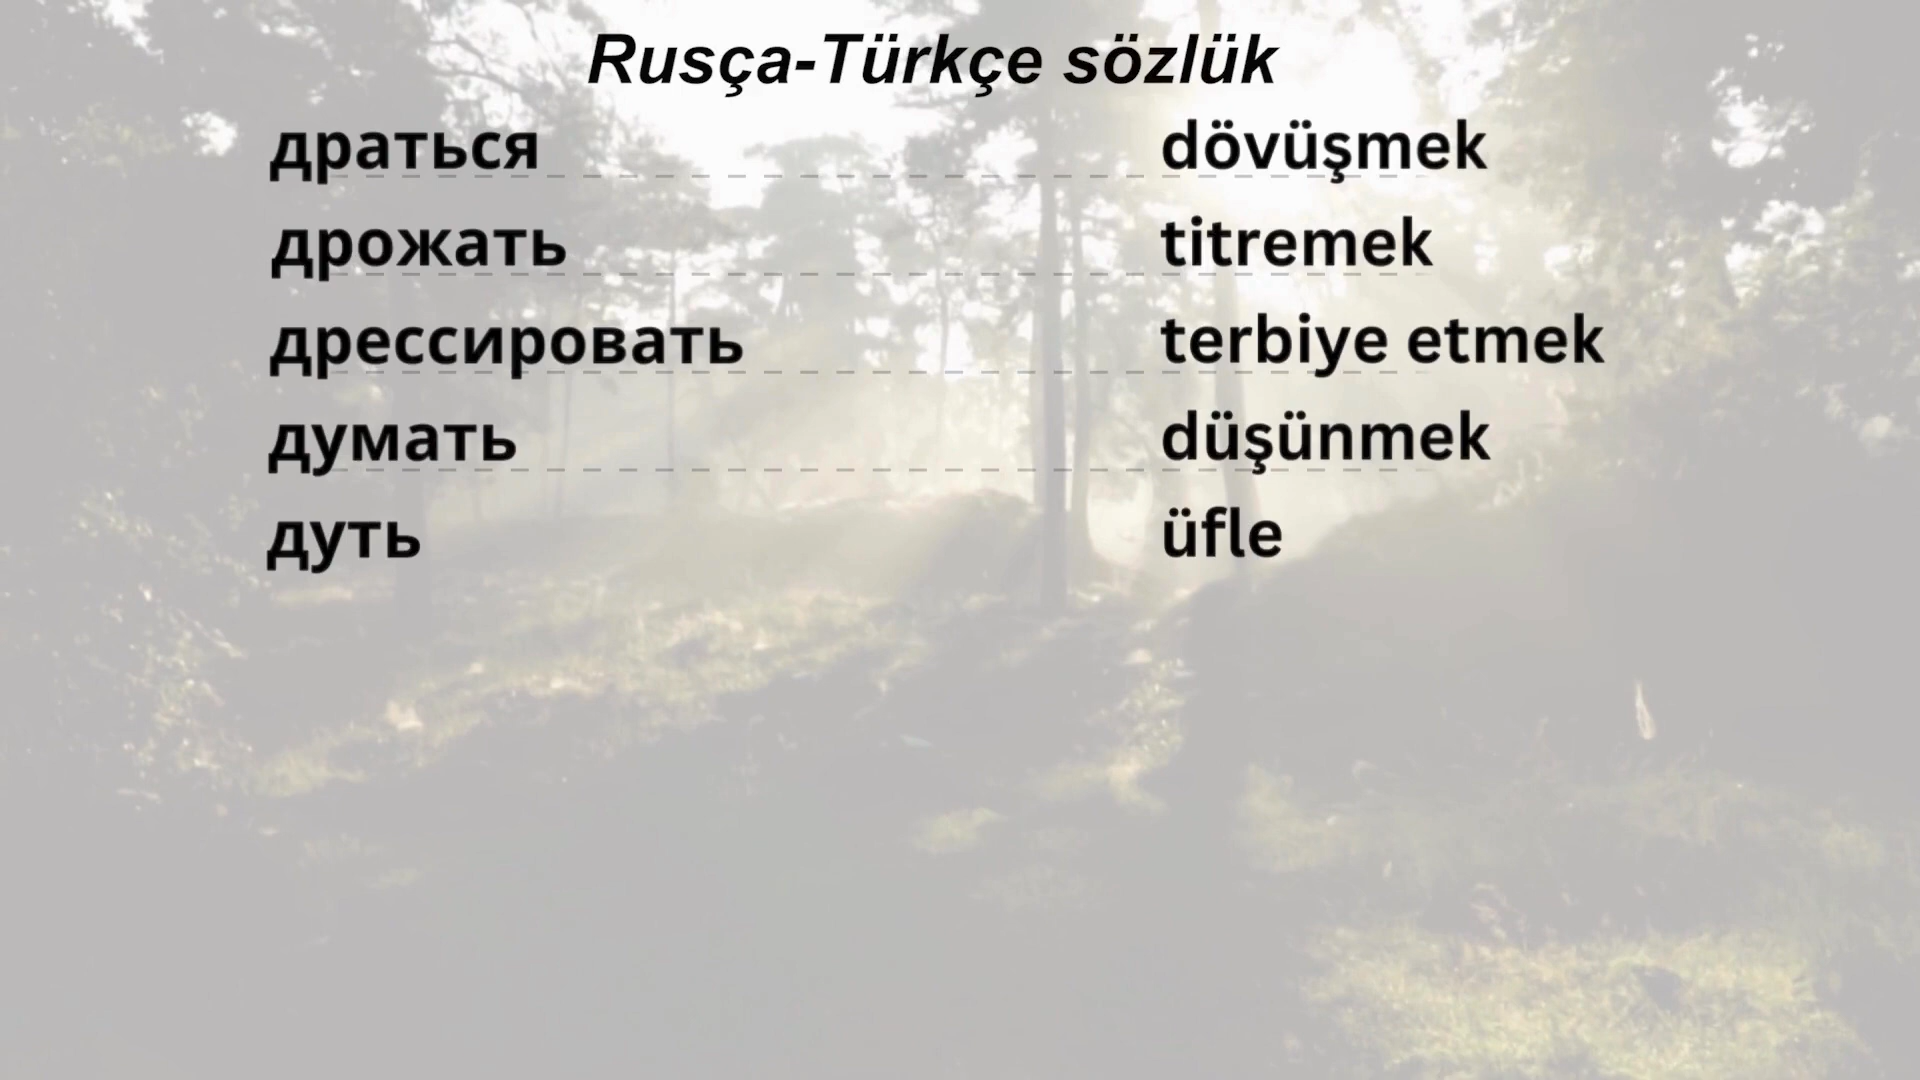 Rusça-Türkçe sözlük
драться dövüşmek
дрожать titremek
дрессировать terbiye etmek
думать düşünmek
дуть üfle